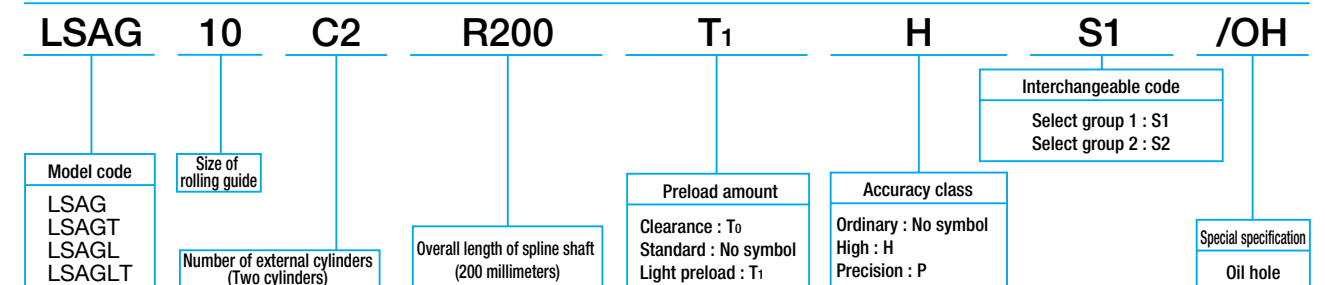 LSAG 10 C2 R200 T1 H S1 /OH
Interchangeable code
Select group 1 : S1
Select group 2 : S2
Model code
LSAG
LSAGT
LSAGL
LSAGLT
Size of
rolling guide
Number of external cylinders
(Two cylinders)
Overall length of spline shaft
(200 millimeters)
Preload amount
Clearance : T0
Standard : No symbol
Light preload : T1
Accuracy class
Ordinary : No symbol
High : H
Precision : P
Special specification
Oil hole